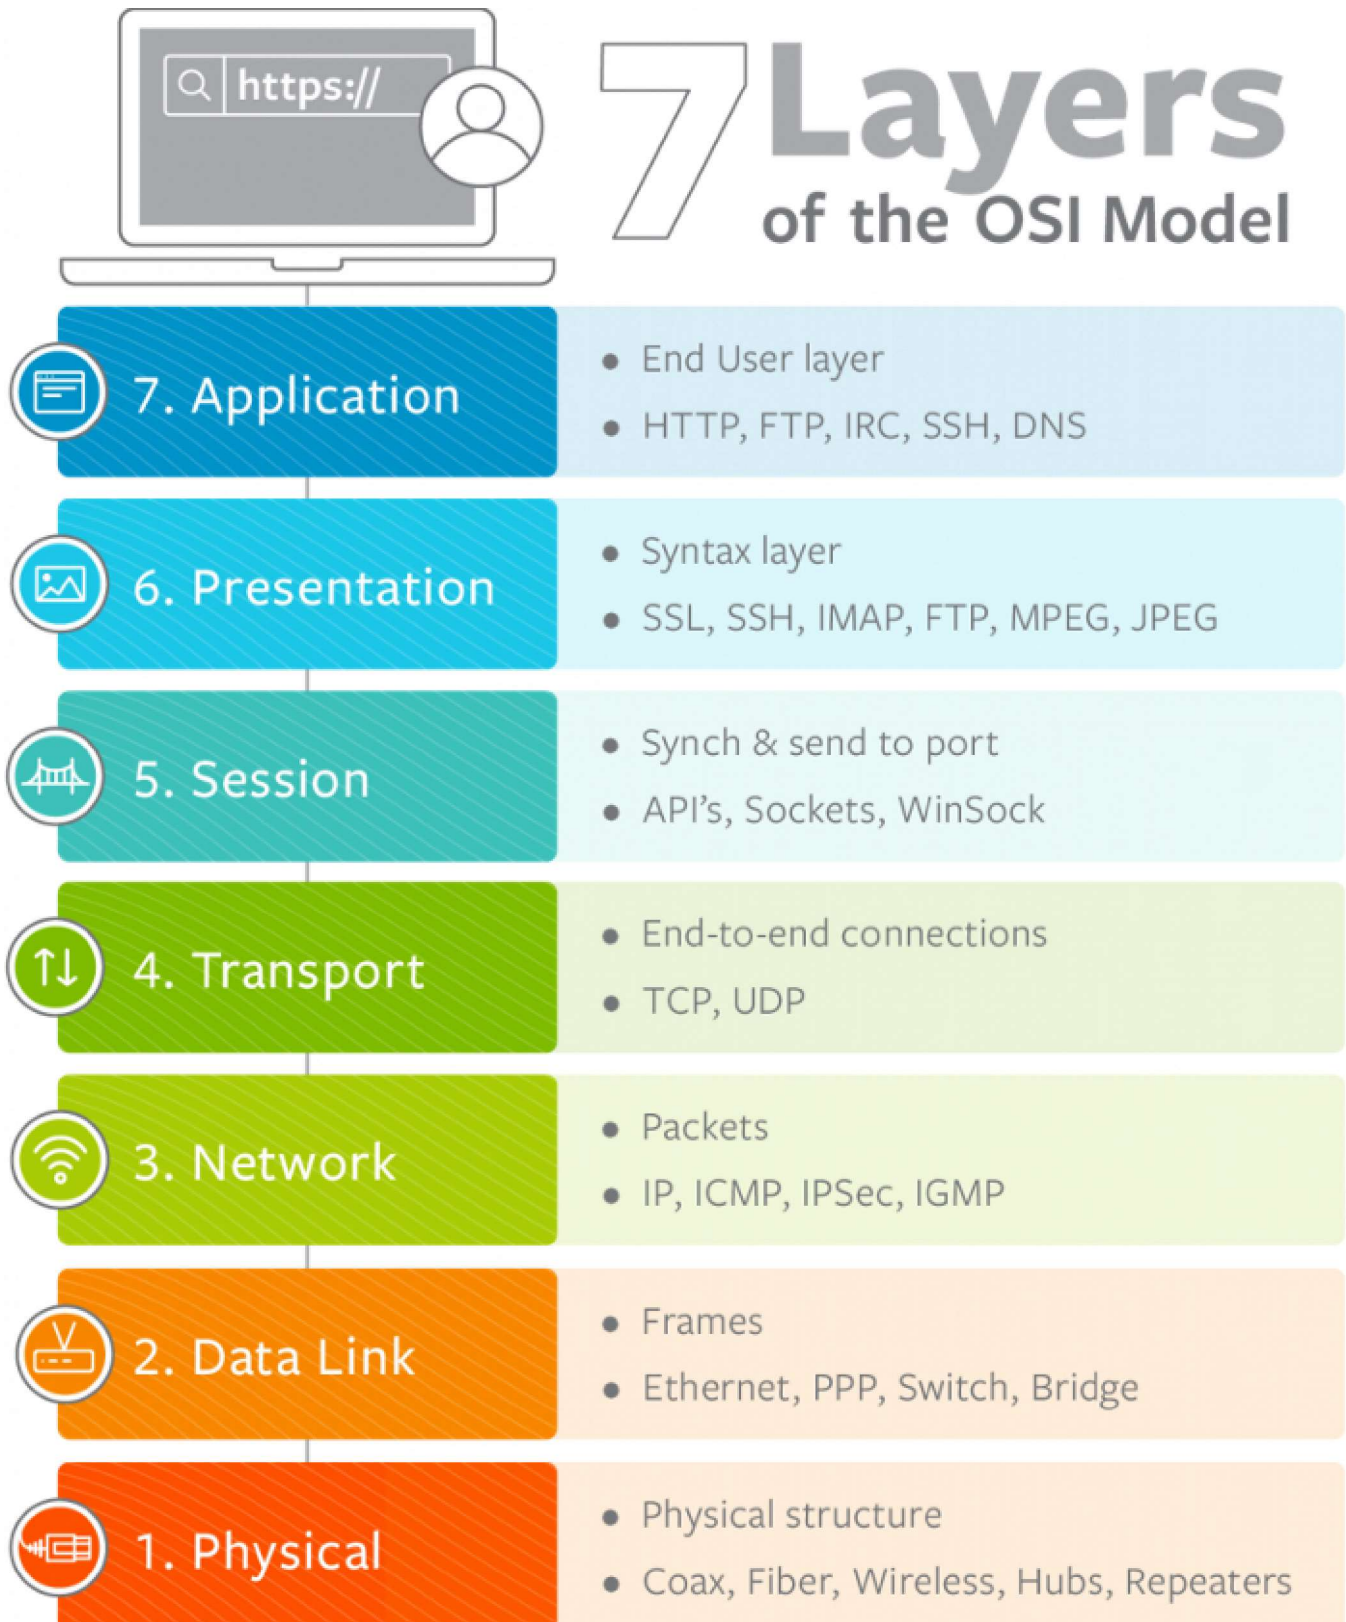 https://
7 Layers
of the OSI Model
7. Application
• End User layer
• HTTP, FTP, IRC, SSH, DNS
6. Presentation
• Syntax layer
• SSL, SSH, IMAP, FTP, MPEG, JPEG
5. Session
• Synch & send to port
• API’s, Sockets, WinSock
4. Transport
• End-to-end connections
• TCP, UDP
3. Network
• Packets
• IP, ICMP, IPSec, IGMP
2. Data Link
• Frames
• Ethernet, PPP, Switch, Bridge
1. Physical
• Physical structure
• Coax, Fiber, Wireless, Hubs, Repeaters